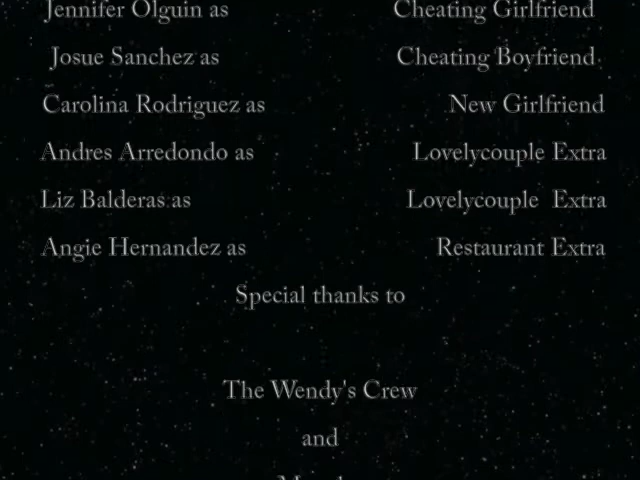 Jennifer Olguin as Cheating Girlfriend
Josue Sanchez as Cheating Boyfriend
Carolina Rodriguez as New Girlfriend
Andres Arredondo as Lovelycouple Extra
Liz Balderas as Lovelycouple Extra
Angie Hernandez as Restaurant Extra
Special thanks to
The Wendy's Crew
and